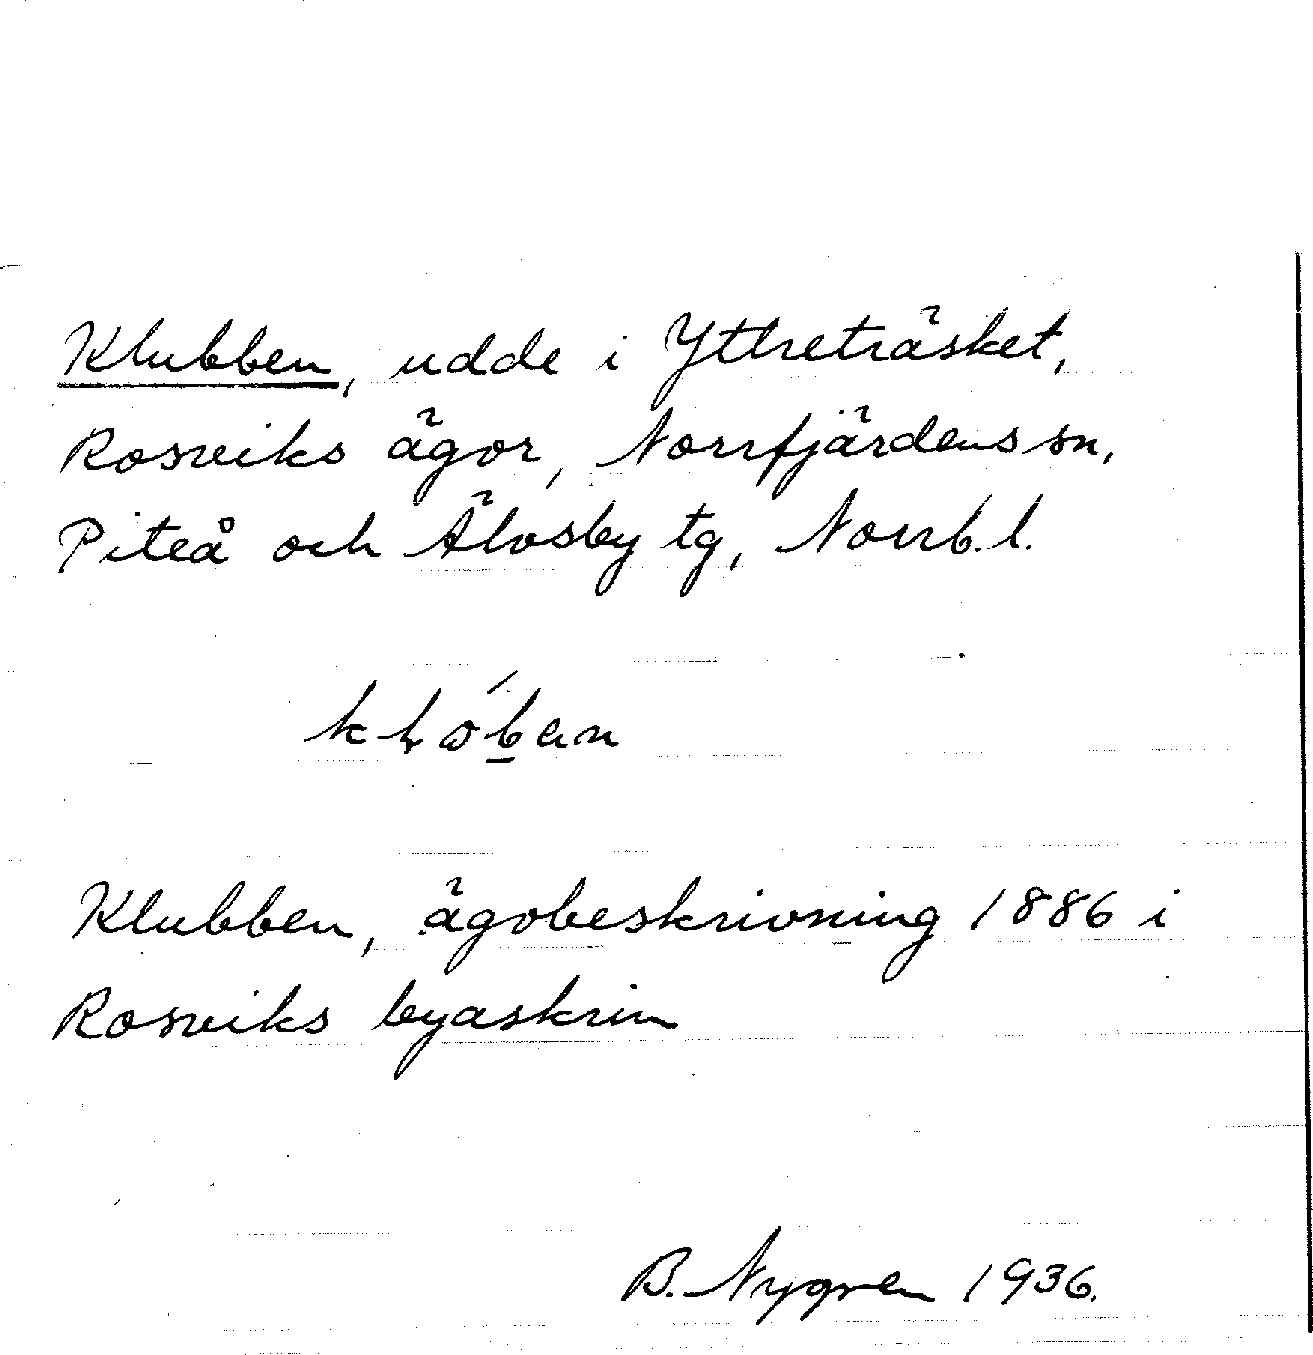 Klubben, udde i Yttreträsket,
Rosviks ägor, Norrfjärdens sn,
Piteå och Älvsby tg, Norrb. l.
Klubben, ägobeskrivning 1886 i
Rosviks byaskrin
B. Nygren 1936.